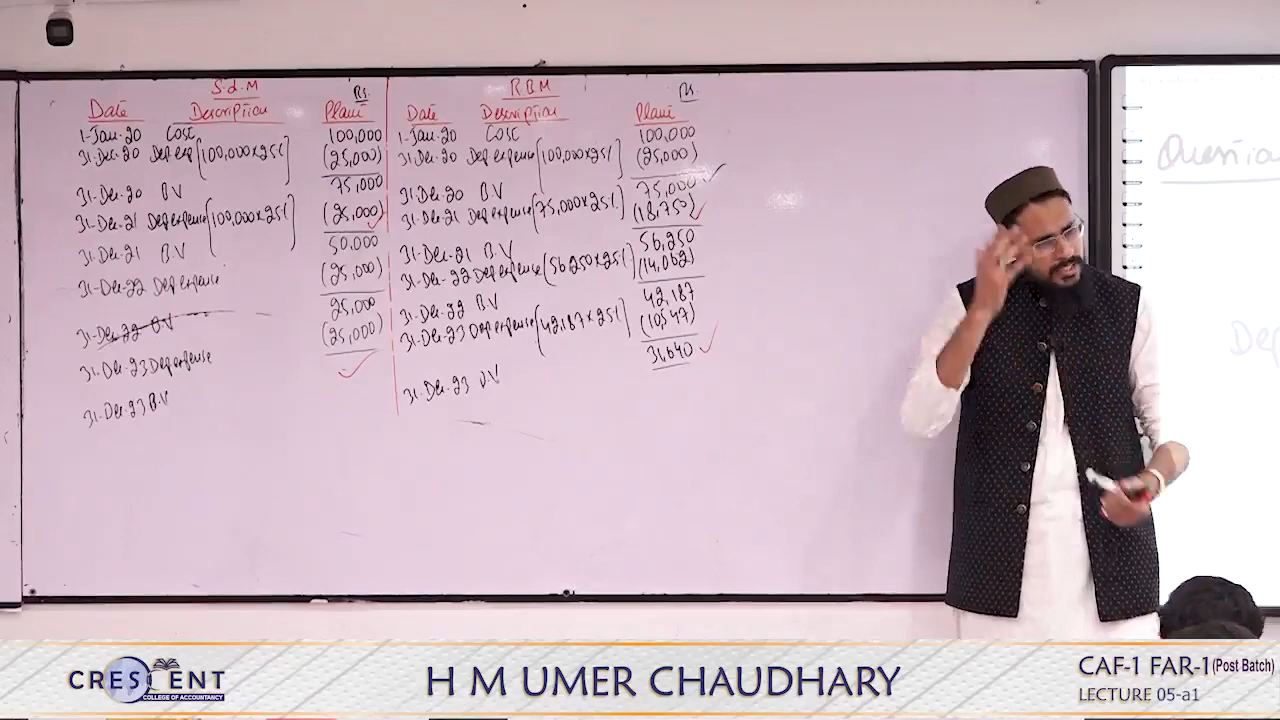 S.L.M
Date Description Rs. Plant
1-Jan-20 Cost 100,000
31-Dec-20 Dep exp [100,000x25%] (25,000)
31-Dec-20 B.V 75,000
31-Dec-21 Dep expense [100,000x25%] (25,000)
31-Dec-21 B.V 50,000
31-Dec-22 Dep expense (25,000)
31-Dec-22 B.V 25,000
31-Dec-23 Dep expense (25,000)
31-Dec-23 B.V
R.B.M
Date Description Rs. Plant
1-Jan-20 Cost 100,000
31-Dec-20 Dep expense [100,000x25%] (25,000)
31-Dec-20 B.V 75,000
31-Dec-21 Dep expense [75,000x25%] (18,750)
31-Dec-21 B.V 56,250
31-Dec-22 Dep expense (56250x25%] (14,062)
31-Dec-22 B.V 42,187
31-Dec-23 Dep expense [42,187x25%] (10,547)
31-Dec-23 B.V 31,640
Question
Dep
CRESCENT
COLLEGE OF ACCOUNTANCY
H M UMER CHAUDHARY
CAF-1 FAR-1 (Post Batch)
LECTURE 05-a1